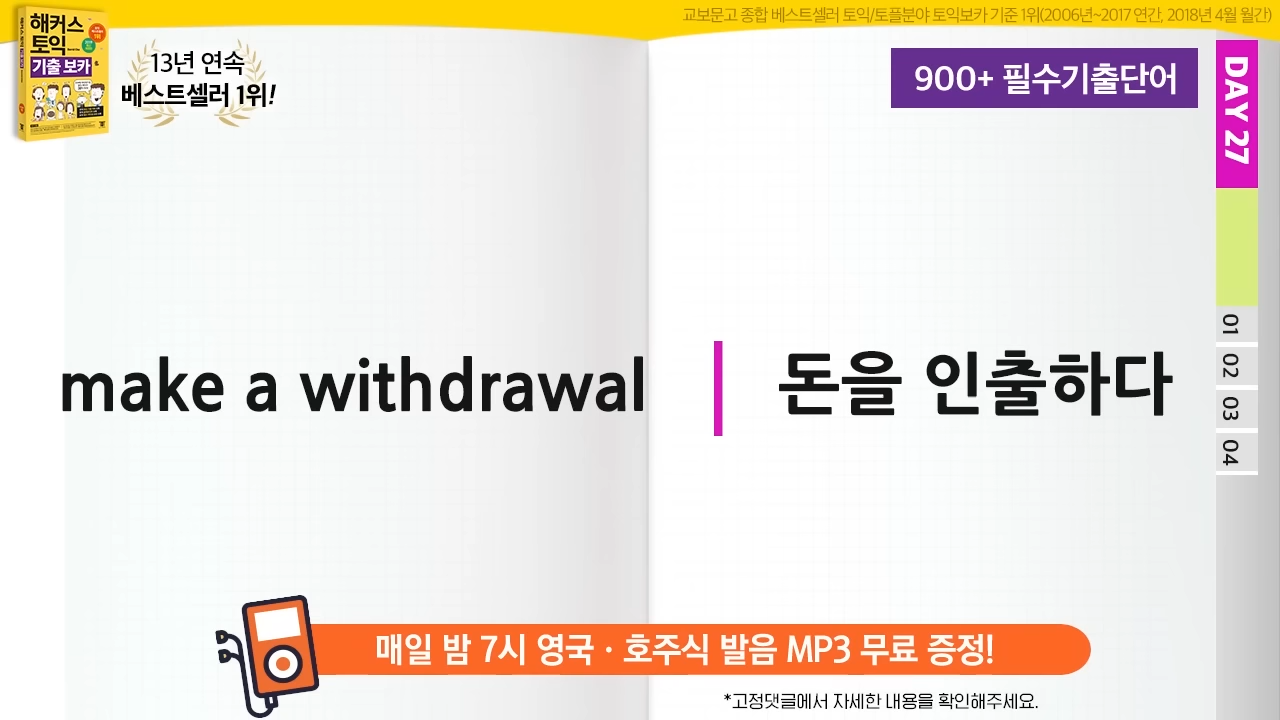 교보문고 종합 베스트셀러 토익/토플분야 토익보카 기준 1위(2006년~2017 연간, 2018년 4월 월간)
해커스
토익
기출 보카
13년 연속
베스트셀러 1위!
900+ 필수기출단어
DAY 27
01
02
03
04
make a withdrawal
돈을 인출하다
매일 밤 7시 영국 · 호주식 발음 MP3 무료 증정!
*고정댓글에서 자세한 내용을 확인해주세요.